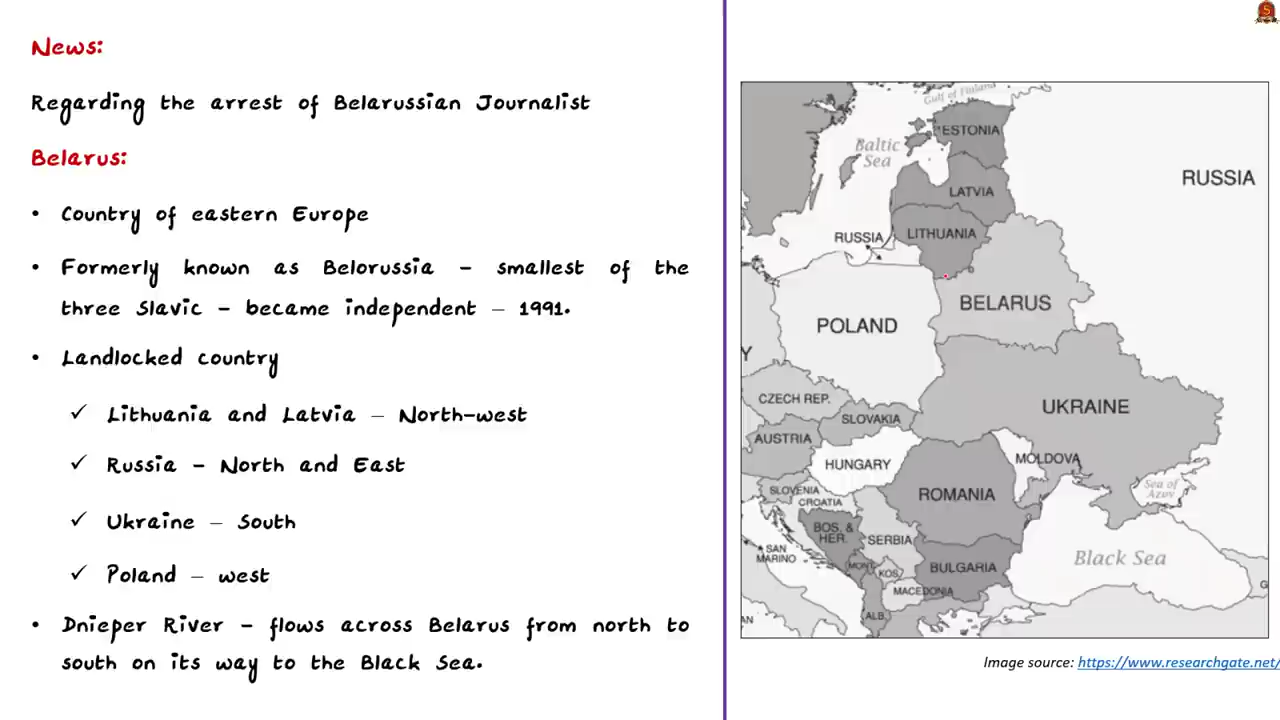 News:
Regarding the arrest of Belarussian Journalist
Belarus:
• Country of eastern Europe
• Formerly known as Belorussia – smallest of the
three Slavic – became independent – 1991.
• Landlocked country
✓ Lithuania and Latvia – North-west
✓ Russia – North and East
✓ Ukraine – South
✓ Poland – west
• Dnieper River – flows across Belarus from north to
south on its way to the Black Sea.
Gulf of Finland
ESTONIA
Baltic
Sea
RUSSIA
LATVIA
LITHUANIA
RUSSIA
BELARUS
POLAND
Y
CZECH REP.
UKRAINE
SLOVAKIA
AUSTRIA
MOLDOVA
HUNGARY
Sea of
Azov
SLOVENIA
ROMANIA
CROATIA
BOS. &
HER.
SERBIA
SAN
MARINO
Black Sea
MONT.
KOS.
BULGARIA
G
MACEDONIA
ALB.
AN
Image source: https://www.researchgate.net/